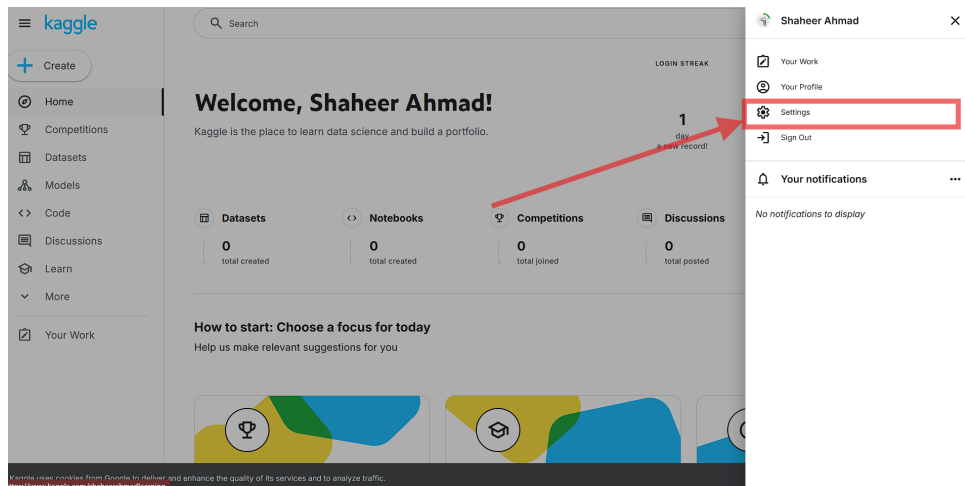 kaggle
Search
Create
Home
Competitions
Datasets
Models
Code
Discussions
Learn
More
Your Work
LOGIN STREAK
Welcome, Shaheer Ahmad!
Kaggle is the place to learn data science and build a portfolio.
1
day
a new record!
Datasets
0
total created
Notebooks
0
total created
Competitions
0
total joined
Discussions
0
total posted
How to start: Choose a focus for today
Help us make relevant suggestions for you
Kaggle uses cookies from Google to deliver and enhance the quality of its services and to analyze traffic.
Shaheer Ahmad
Your Work
Your Profile
Settings
Sign Out
Your notifications
No notifications to display